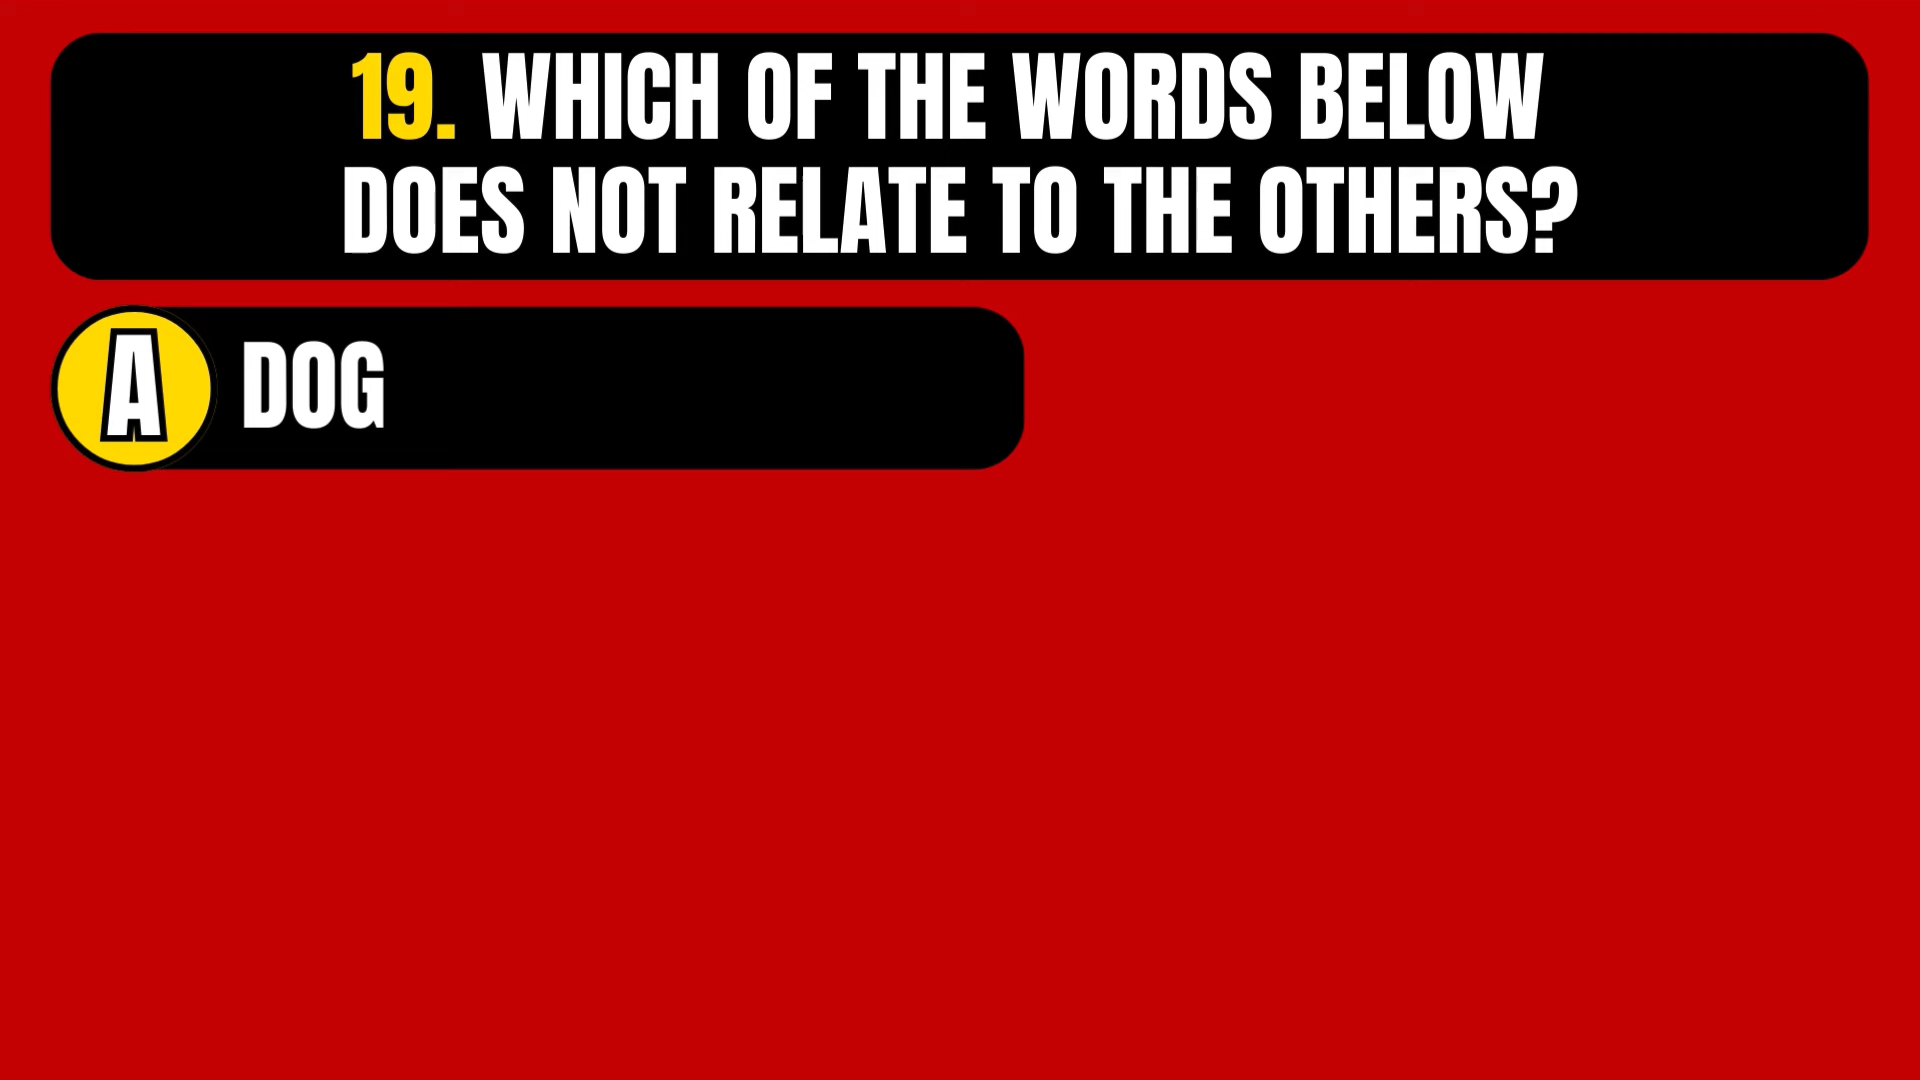 19. WHICH OF THE WORDS BELOW
DOES NOT RELATE TO THE OTHERS?
A DOG